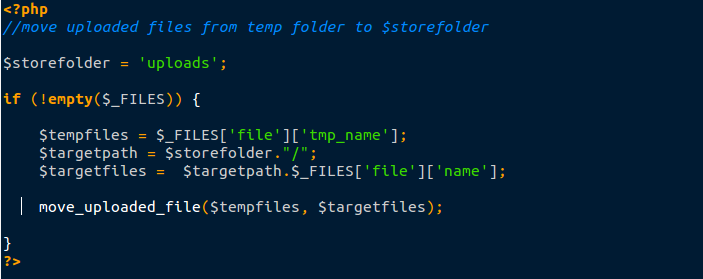 <?php
//move uploaded files from temp folder to $storefolder
$storefolder = 'uploads';
if (!empty($_FILES)) {
$tempfiles = $_FILES['file']['tmp_name'];
$targetpath = $storefolder."/";
$targetfiles =  $targetpath.$_FILES['file']['name'];
move_uploaded_file($tempfiles, $targetfiles);
}
?>